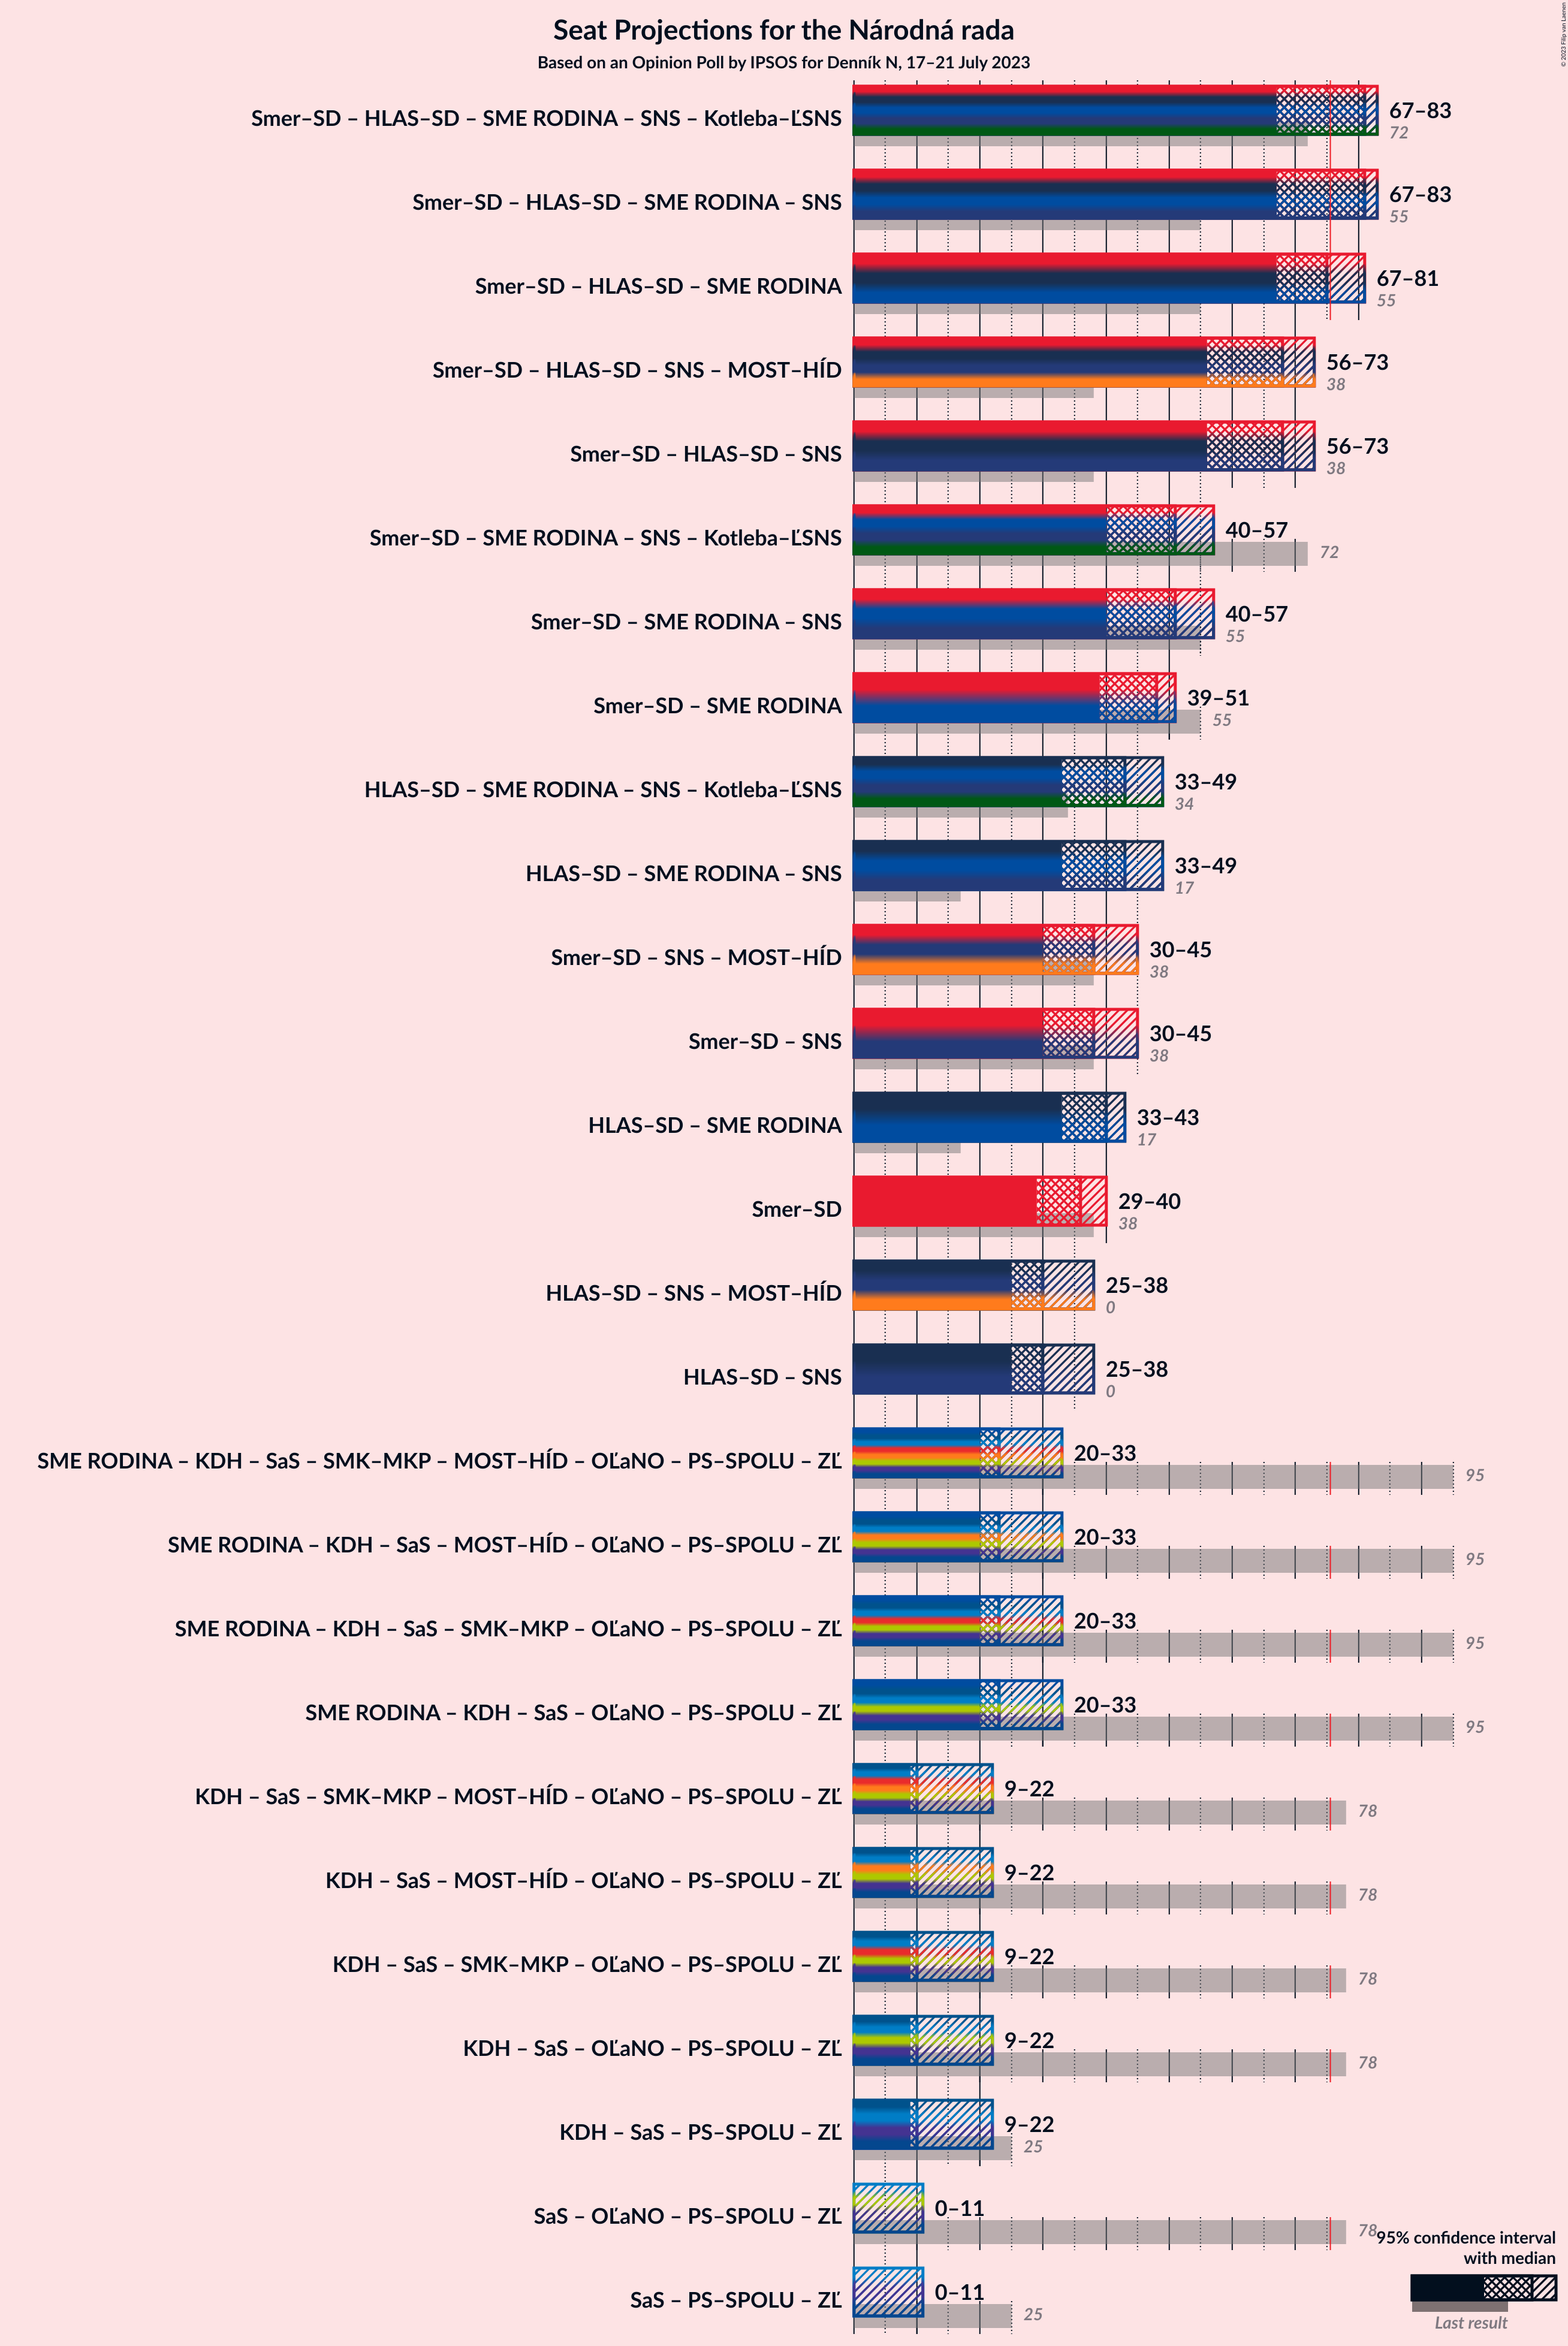 Seat Projections for the Národná rada
Based on an Opinion Poll by IPSOS for Denník N, 17–21 July 2023
© 2023 Filip van Laenen
Smer–SD – HLAS–SD – SME RODINA – SNS – Kotleba–ĽSNS
67–83
72
Smer–SD – HLAS–SD – SME RODINA – SNS
67–83
55
Smer–SD – HLAS–SD – SME RODINA
67–81
55
Smer–SD – HLAS–SD – SNS – MOST–HÍD
56–73
38
Smer–SD – HLAS–SD – SNS
56–73
38
Smer–SD – SME RODINA – SNS – Kotleba–ĽSNS
40–57
72
Smer–SD – SME RODINA – SNS
40–57
55
Smer–SD – SME RODINA
39–51
55
HLAS–SD – SME RODINA – SNS – Kotleba–ĽSNS
33–49
34
HLAS–SD – SME RODINA – SNS
33–49
17
Smer–SD – SNS – MOST–HÍD
30–45
38
Smer–SD – SNS
30–45
38
HLAS–SD – SME RODINA
33–43
17
Smer–SD
29–40
38
HLAS–SD – SNS – MOST–HÍD
25–38
0
HLAS–SD – SNS
25–38
0
SME RODINA – KDH – SaS – SMK–MKP – MOST–HÍD – OĽaNO – PS–SPOLU – ZĽ
20–33
95
SME RODINA – KDH – SaS – MOST–HÍD – OĽaNO – PS–SPOLU – ZĽ
20–33
95
SME RODINA – KDH – SaS – SMK–MKP – OĽaNO – PS–SPOLU – ZĽ
20–33
95
SME RODINA – KDH – SaS – OĽaNO – PS–SPOLU – ZĽ
20–33
95
KDH – SaS – SMK–MKP – MOST–HÍD – OĽaNO – PS–SPOLU – ZĽ
9–22
78
KDH – SaS – MOST–HÍD – OĽaNO – PS–SPOLU – ZĽ
9–22
78
KDH – SaS – SMK–MKP – OĽaNO – PS–SPOLU – ZĽ
9–22
78
KDH – SaS – OĽaNO – PS–SPOLU – ZĽ
9–22
78
KDH – SaS – PS–SPOLU – ZĽ
9–22
25
SaS – OĽaNO – PS–SPOLU – ZĽ
0–11
78
SaS – PS–SPOLU – ZĽ
0–11
25
95% confidence interval
with median
Last result